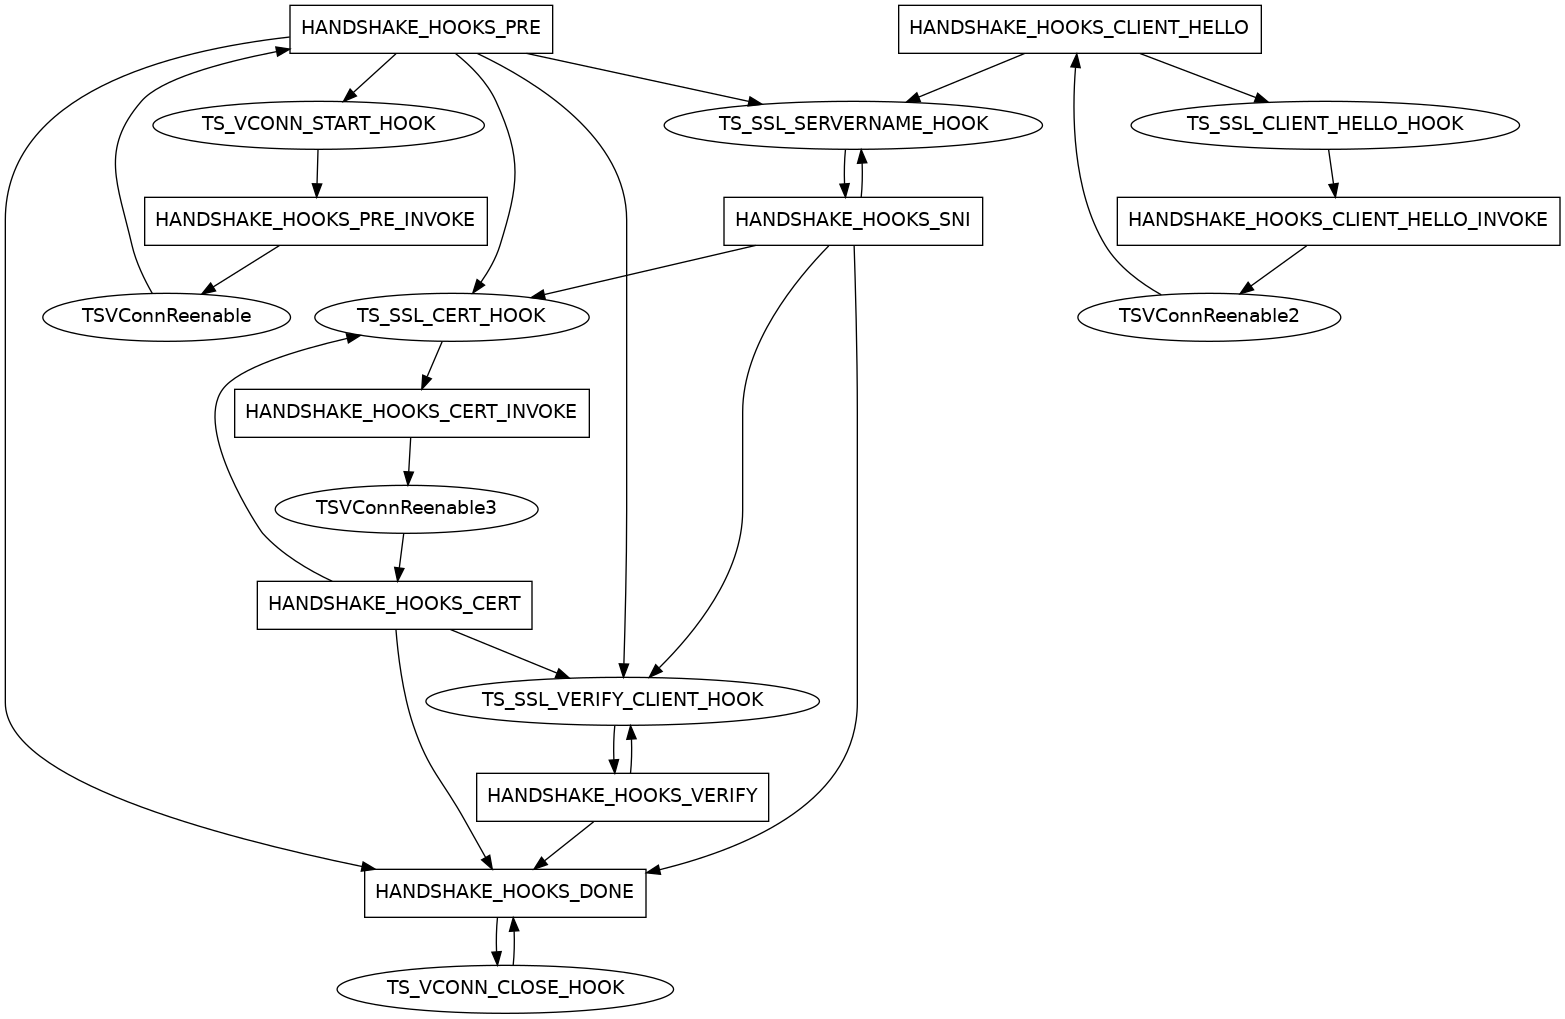 HANDSHAKE_HOOKS_PRE
HANDSHAKE_HOOKS_CLIENT_HELLO
TS_VCONN_START_HOOK
TS_SSL_SERVERNAME_HOOK
TS_SSL_CLIENT_HELLO_HOOK
HANDSHAKE_HOOKS_PRE_INVOKE
HANDSHAKE_HOOKS_SNI
HANDSHAKE_HOOKS_CLIENT_HELLO_INVOKE
TSVConnReenable
TS_SSL_CERT_HOOK
TSVConnReenable2
HANDSHAKE_HOOKS_CERT_INVOKE
TSVConnReenable3
HANDSHAKE_HOOKS_CERT
TS_SSL_VERIFY_CLIENT_HOOK
HANDSHAKE_HOOKS_VERIFY
HANDSHAKE_HOOKS_DONE
TS_VCONN_CLOSE_HOOK